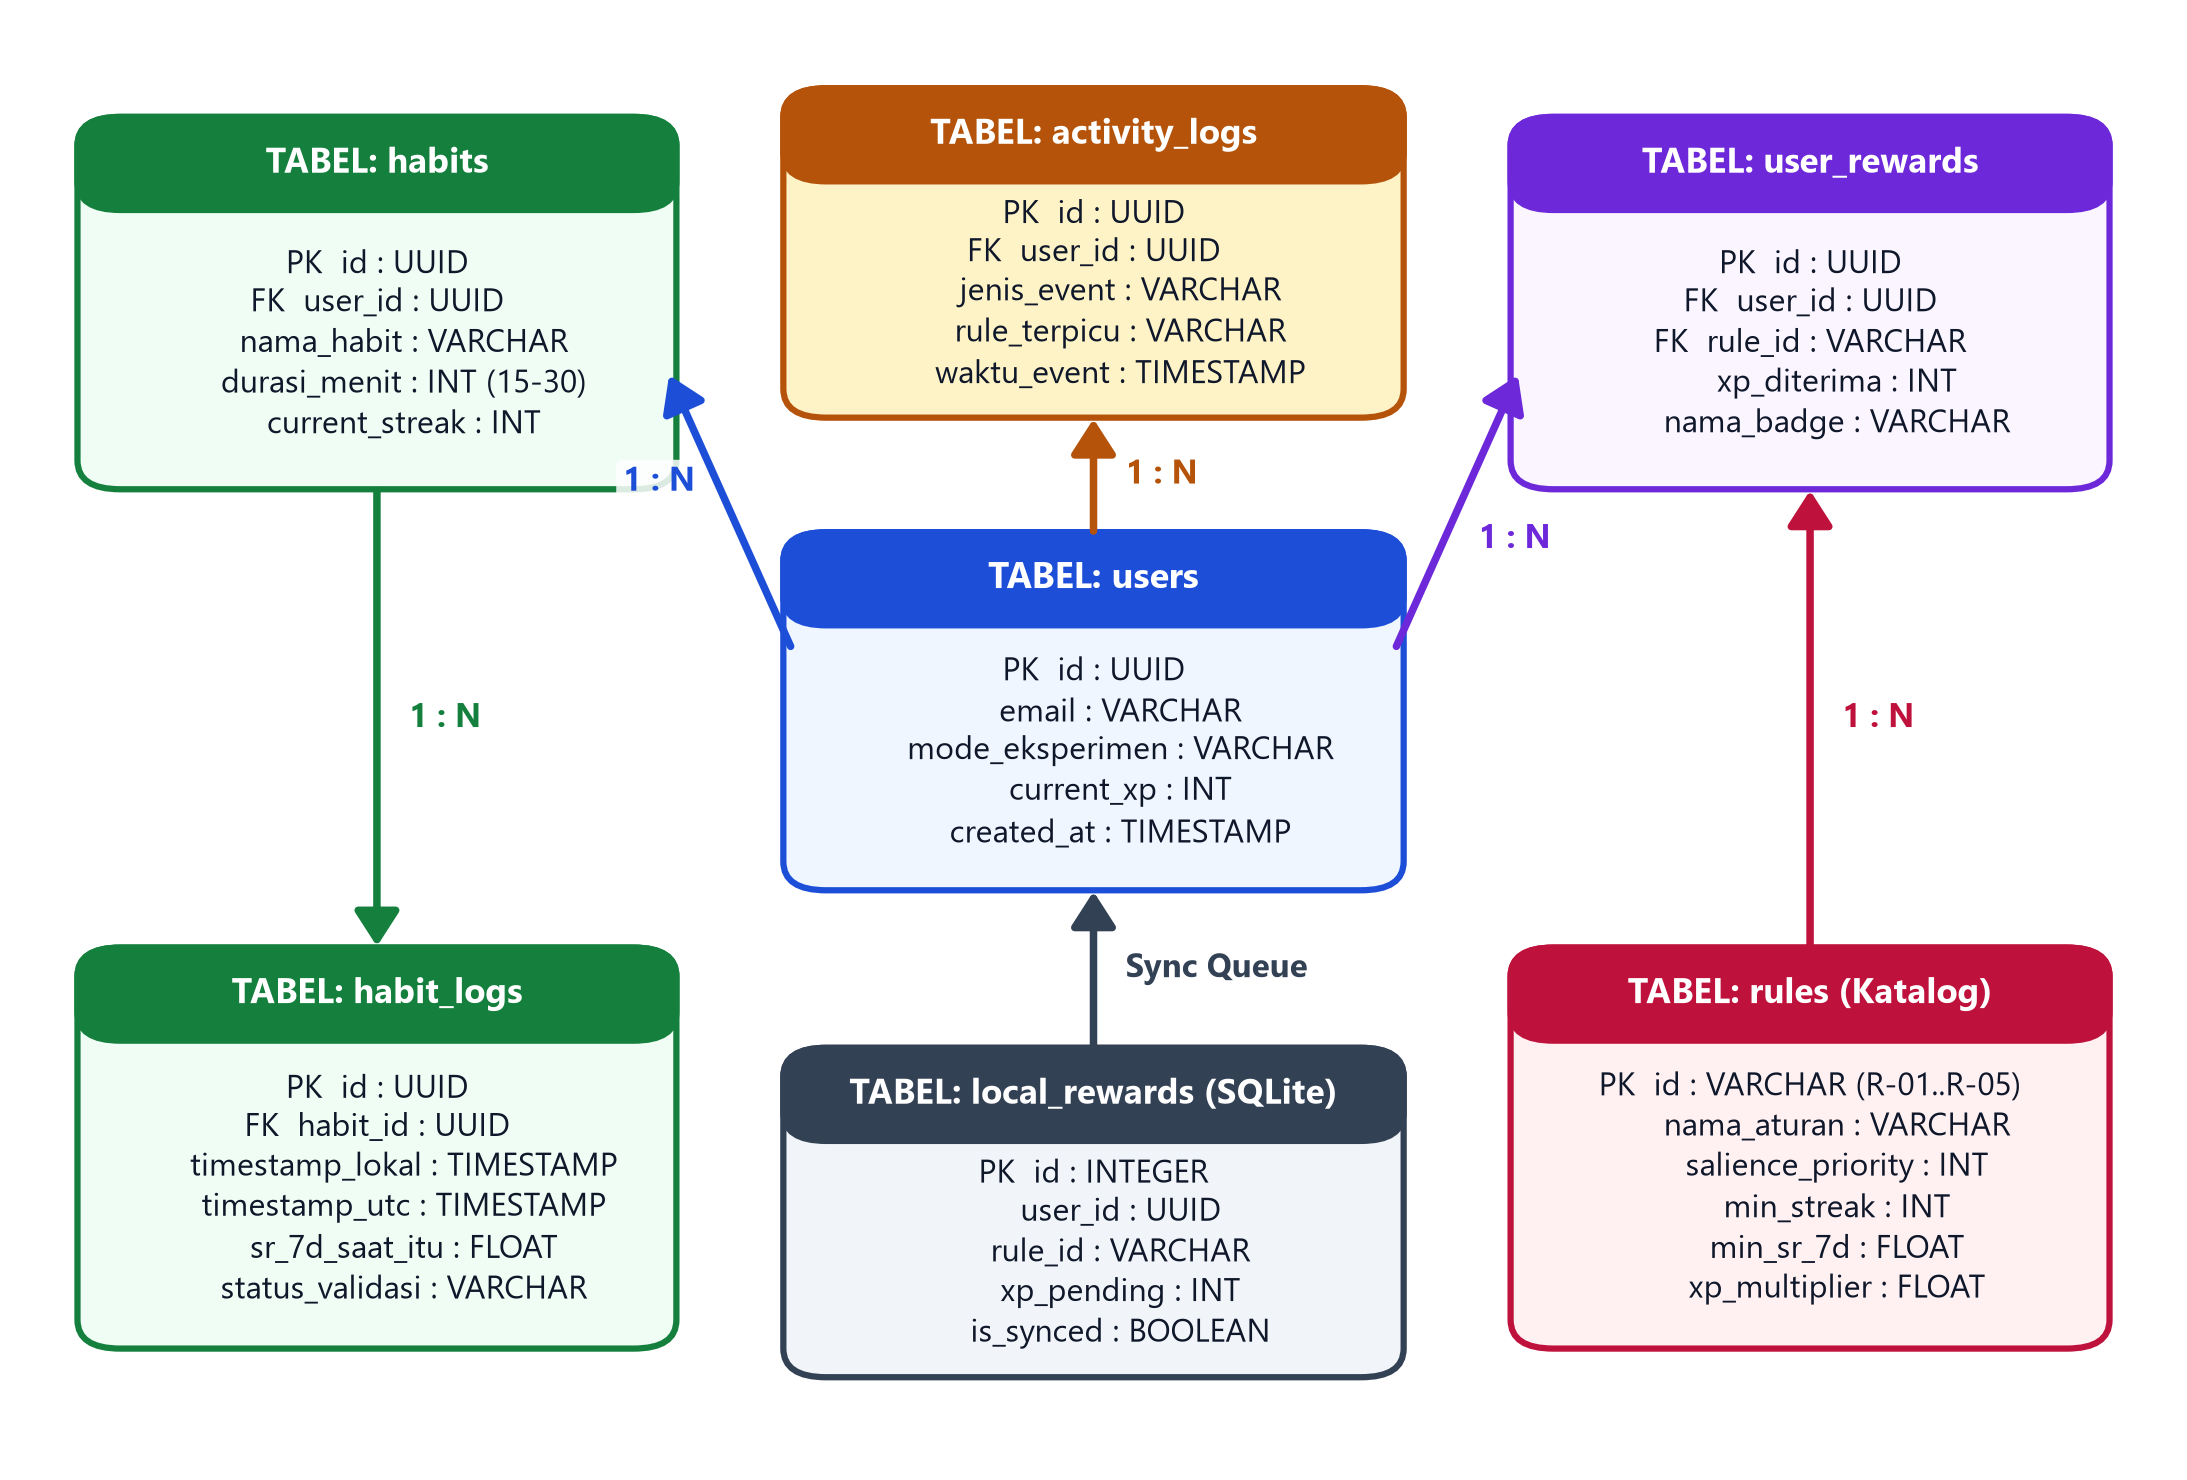 TABEL: habits
PK id : UUID
FK user_id : UUID
nama_habit : VARCHAR
durasi_menit : INT (15-30)
current_streak : INT
TABEL: activity_logs
PK id : UUID
FK user_id : UUID
jenis_event : VARCHAR
rule_terpicu : VARCHAR
waktu_event : TIMESTAMP
TABEL: user_rewards
PK id : UUID
FK user_id : UUID
FK rule_id : VARCHAR
xp_diterima : INT
nama_badge : VARCHAR
1 : N
1 : N
1 : N
TABEL: users
PK id : UUID
email : VARCHAR
mode_eksperimen : VARCHAR
current_xp : INT
created_at : TIMESTAMP
1 : N
1 : N
Sync Queue
TABEL: habit_logs
PK id : UUID
FK habit_id : UUID
timestamp_lokal : TIMESTAMP
timestamp_utc : TIMESTAMP
sr_7d_saat_itu : FLOAT
status_validasi : VARCHAR
TABEL: local_rewards (SQLite)
PK id : INTEGER
user_id : UUID
rule_id : VARCHAR
xp_pending : INT
is_synced : BOOLEAN
TABEL: rules (Katalog)
PK id : VARCHAR (R-01..R-05)
nama_aturan : VARCHAR
salience_priority : INT
min_streak : INT
min_sr_7d : FLOAT
xp_multiplier : FLOAT